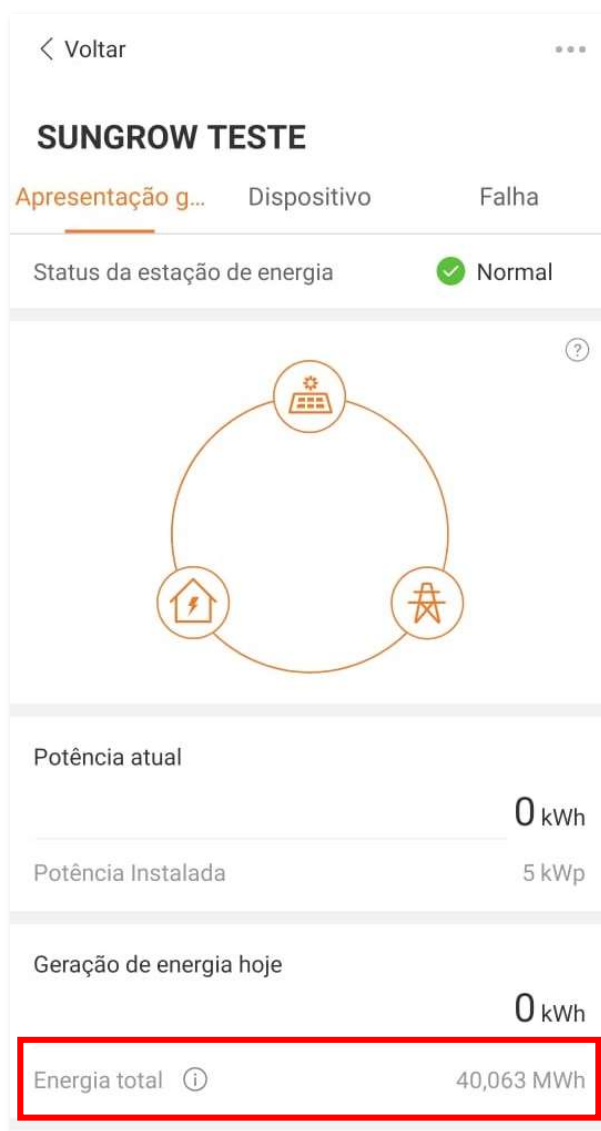 Voltar
SUNGROW TESTE
Apresentação g... Dispositivo Falha
Status da estação de energia Normal
Potência atual
0 kWh
Potência Instalada 5 kWp
Geração de energia hoje
0 kWh
Energia total 40,063 MWh